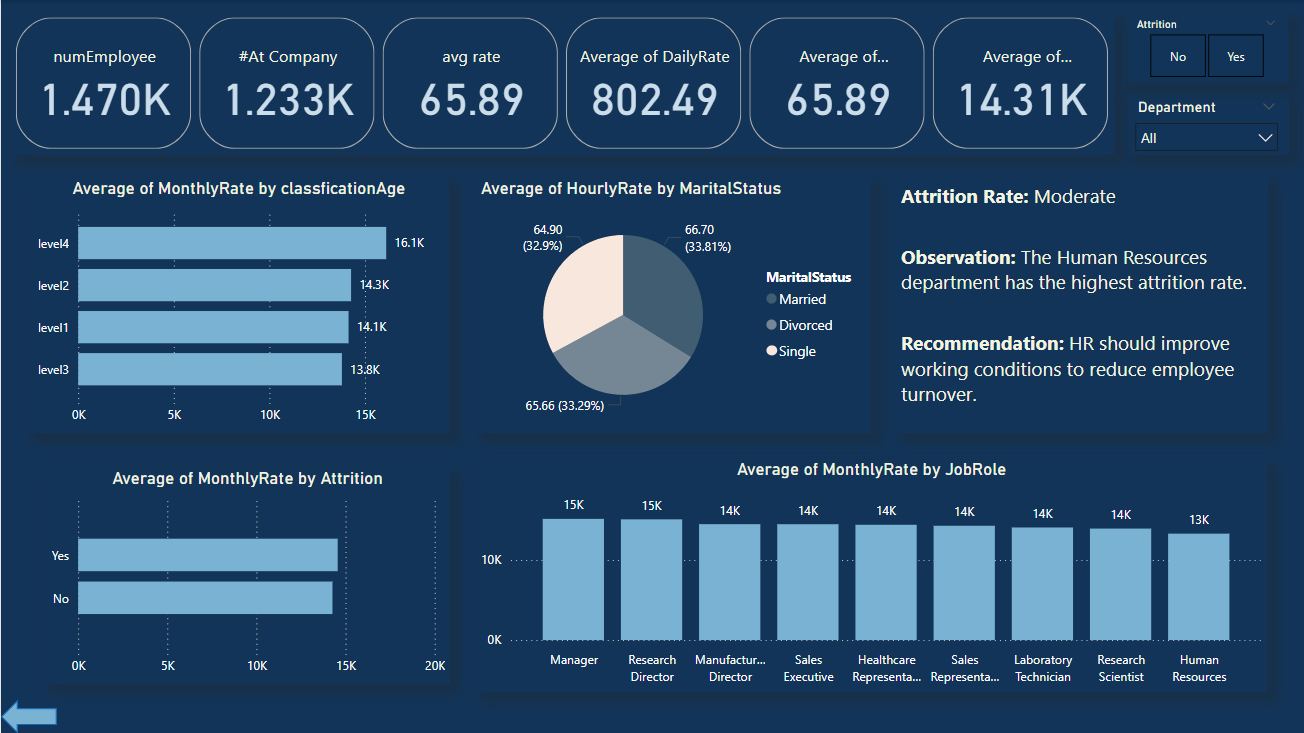 numEmployee
1.470K
#At Company
1.233K
avg rate
65.89
Average of DailyRate
802.49
Average of...
65.89
Average of...
14.31K
Attrition
No
Yes
Department
All
Average of MonthlyRate by classficationAge
level4
16.1K
level2
14.3K
level1
14.1K
level3
13.8K
0K
5K
10K
15K
Average of HourlyRate by MaritalStatus
64.90
(32.9%)
66.70
(33.81%)
65.66 (33.29%)
MaritalStatus
Married
Divorced
Single
Attrition Rate: Moderate
Observation: The Human Resources
department has the highest attrition rate.
Recommendation: HR should improve
working conditions to reduce employee
turnover.
Average of MonthlyRate by Attrition
Yes
No
0K
5K
10K
15K
20K
Average of MonthlyRate by JobRole
15K
15K
14K
14K
14K
14K
14K
14K
13K
10K
0K
Manager
Research
Director
Manufactur...
Director
Sales
Executive
Healthcare
Representa...
Sales
Representa...
Laboratory
Technician
Research
Scientist
Human
Resources